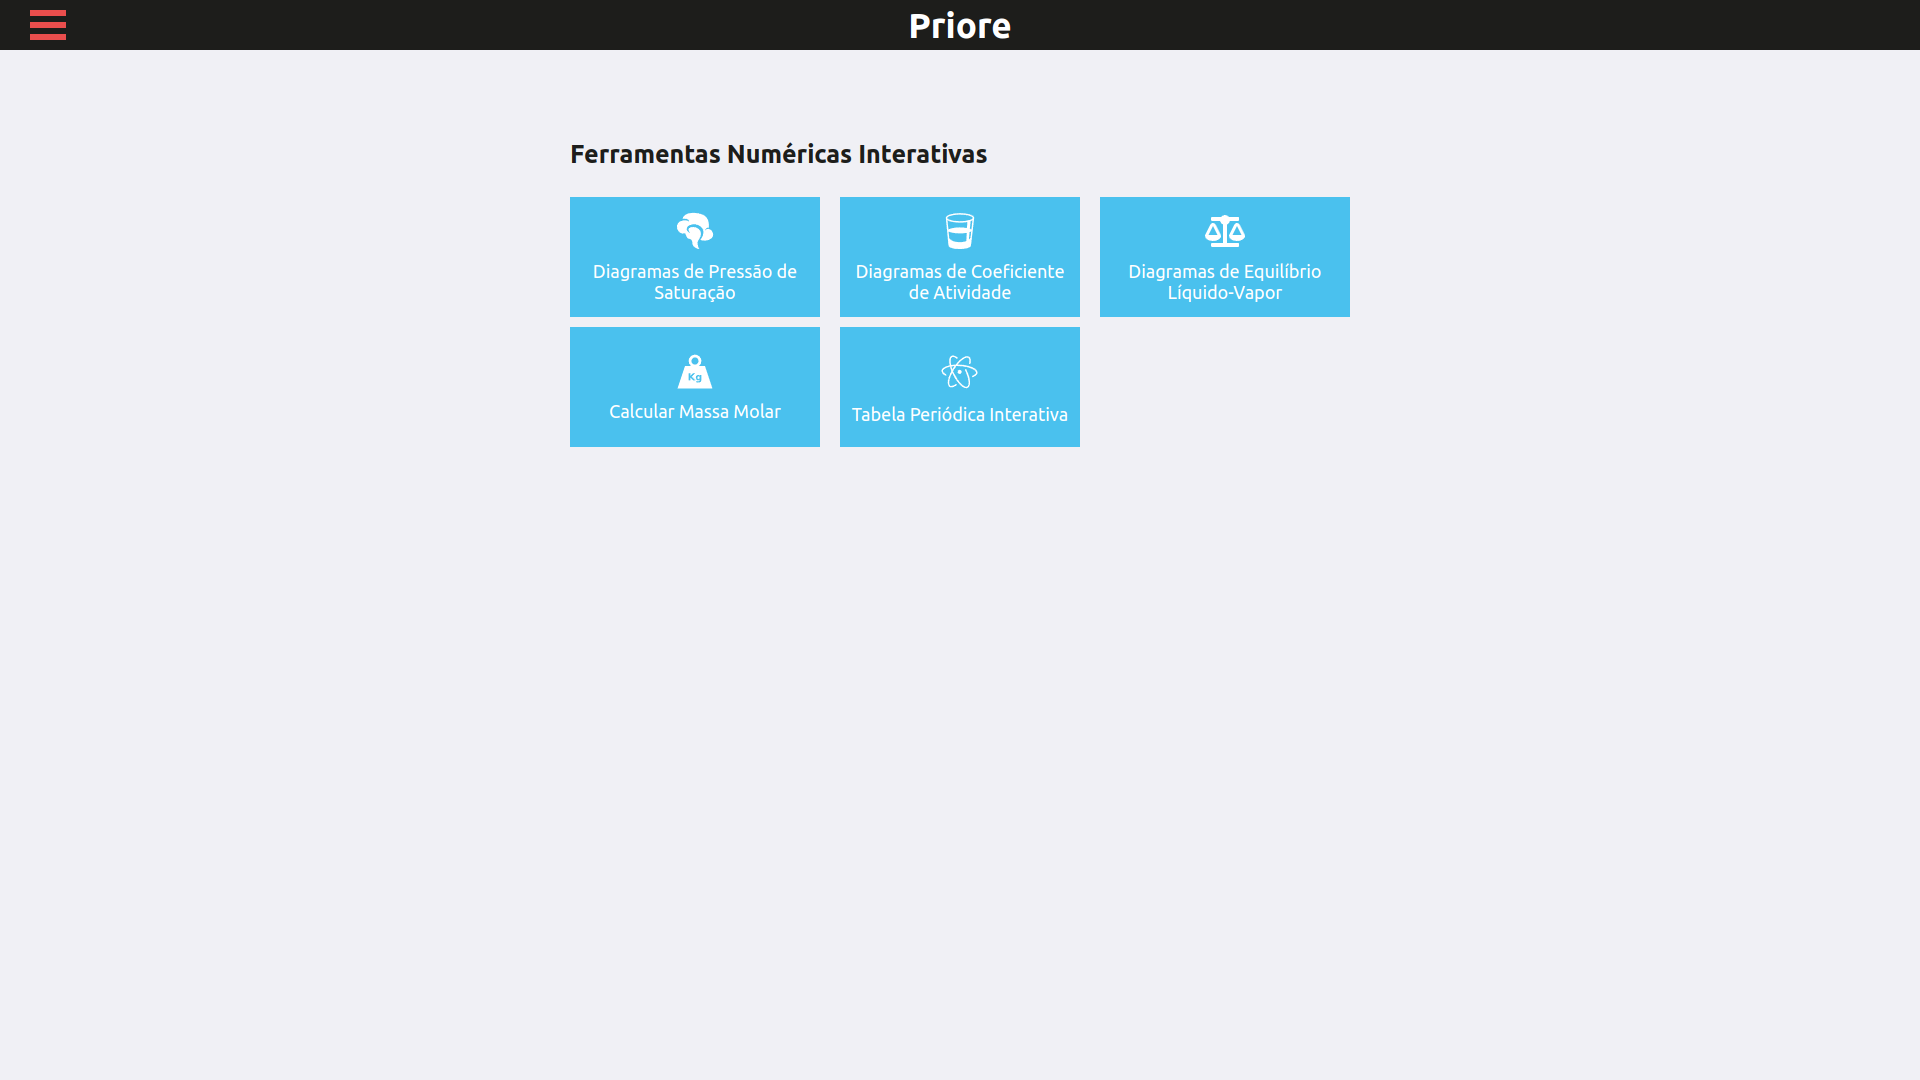 Priore
Ferramentas Numéricas Interativas
Diagramas de Pressão de
Saturação
Diagramas de Coeficiente
de Atividade
Diagramas de Equilíbrio
Líquido-Vapor
Kg
Calcular Massa Molar
Tabela Periódica Interativa